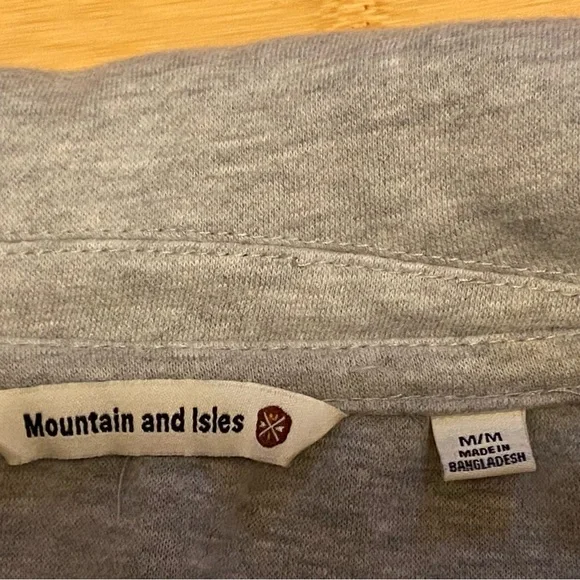 Mountain and Isles
M/M
MADE IN
BANGLADESH